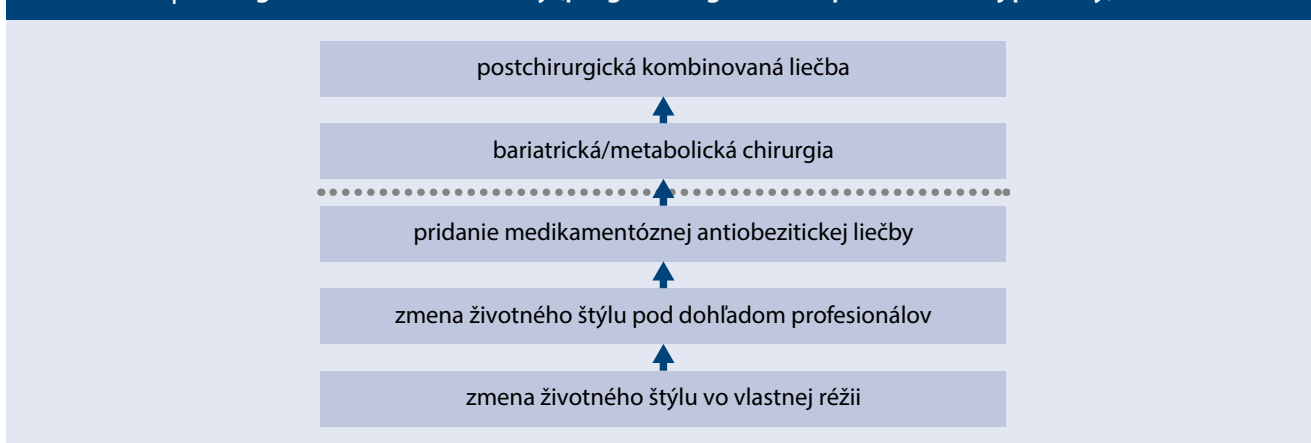 postchirurgická kombinovaná liečba
bariatrická/metabolická chirurgia
pridanie medikamentóznej antiobezitickej liečby
zmena životného štýlu pod dohľadom profesionálov
zmena životného štýlu vo vlastnej réžii